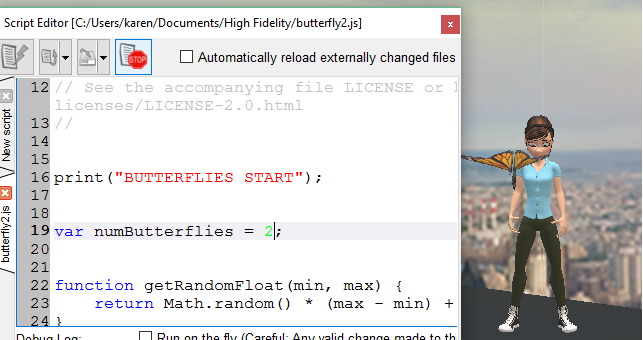 Script Editor [C:/Users/karen/Documents/High Fidelity/butterfly2.js]
x
STOP
Automatically reload externally changed files
New script
butterfly2.js
12 // See the accompanying file LICENSE or
licenses/LICENSE-2.0.html
13 //
14
15
16 print("BUTTERFLIES START");
17
18
19 var numButterflies = 2;
20
21
22 function getRandomFloat(min, max) {
23 return Math.random() * (max - min) +
24 }
Debug Log:
Run on the fly (Careful: Any valid change made to th